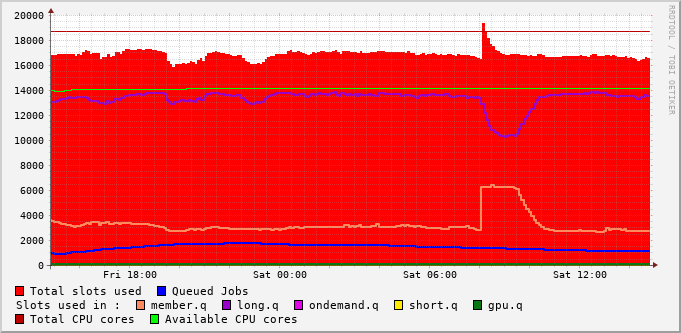 20000
18000
16000
14000
12000
10000
8000
6000
4000
2000
0
Fri 18:00 Sat 00:00 Sat 06:00 Sat 12:00
RRDTOOL / TOBI OETIKER
Total slots used Queued Jobs
Slots used in : member.q long.q ondemand.q short.q gpu.q
Total CPU cores Available CPU cores